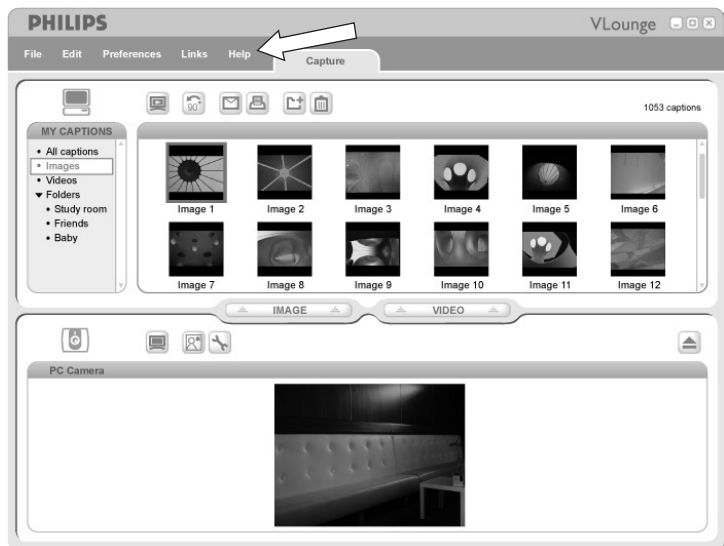 PHILIPS
VLounge
File Edit Preferences Links Help
Capture
90°
1053 captions
MY CAPTIONS
• All captions
• Images
• Videos
▼ Folders
• Study room
• Friends
• Baby
Image 1 Image 2 Image 3 Image 4 Image 5 Image 6
Image 7 Image 8 Image 9 Image 10 Image 11 Image 12
IMAGE VIDEO
PC Camera